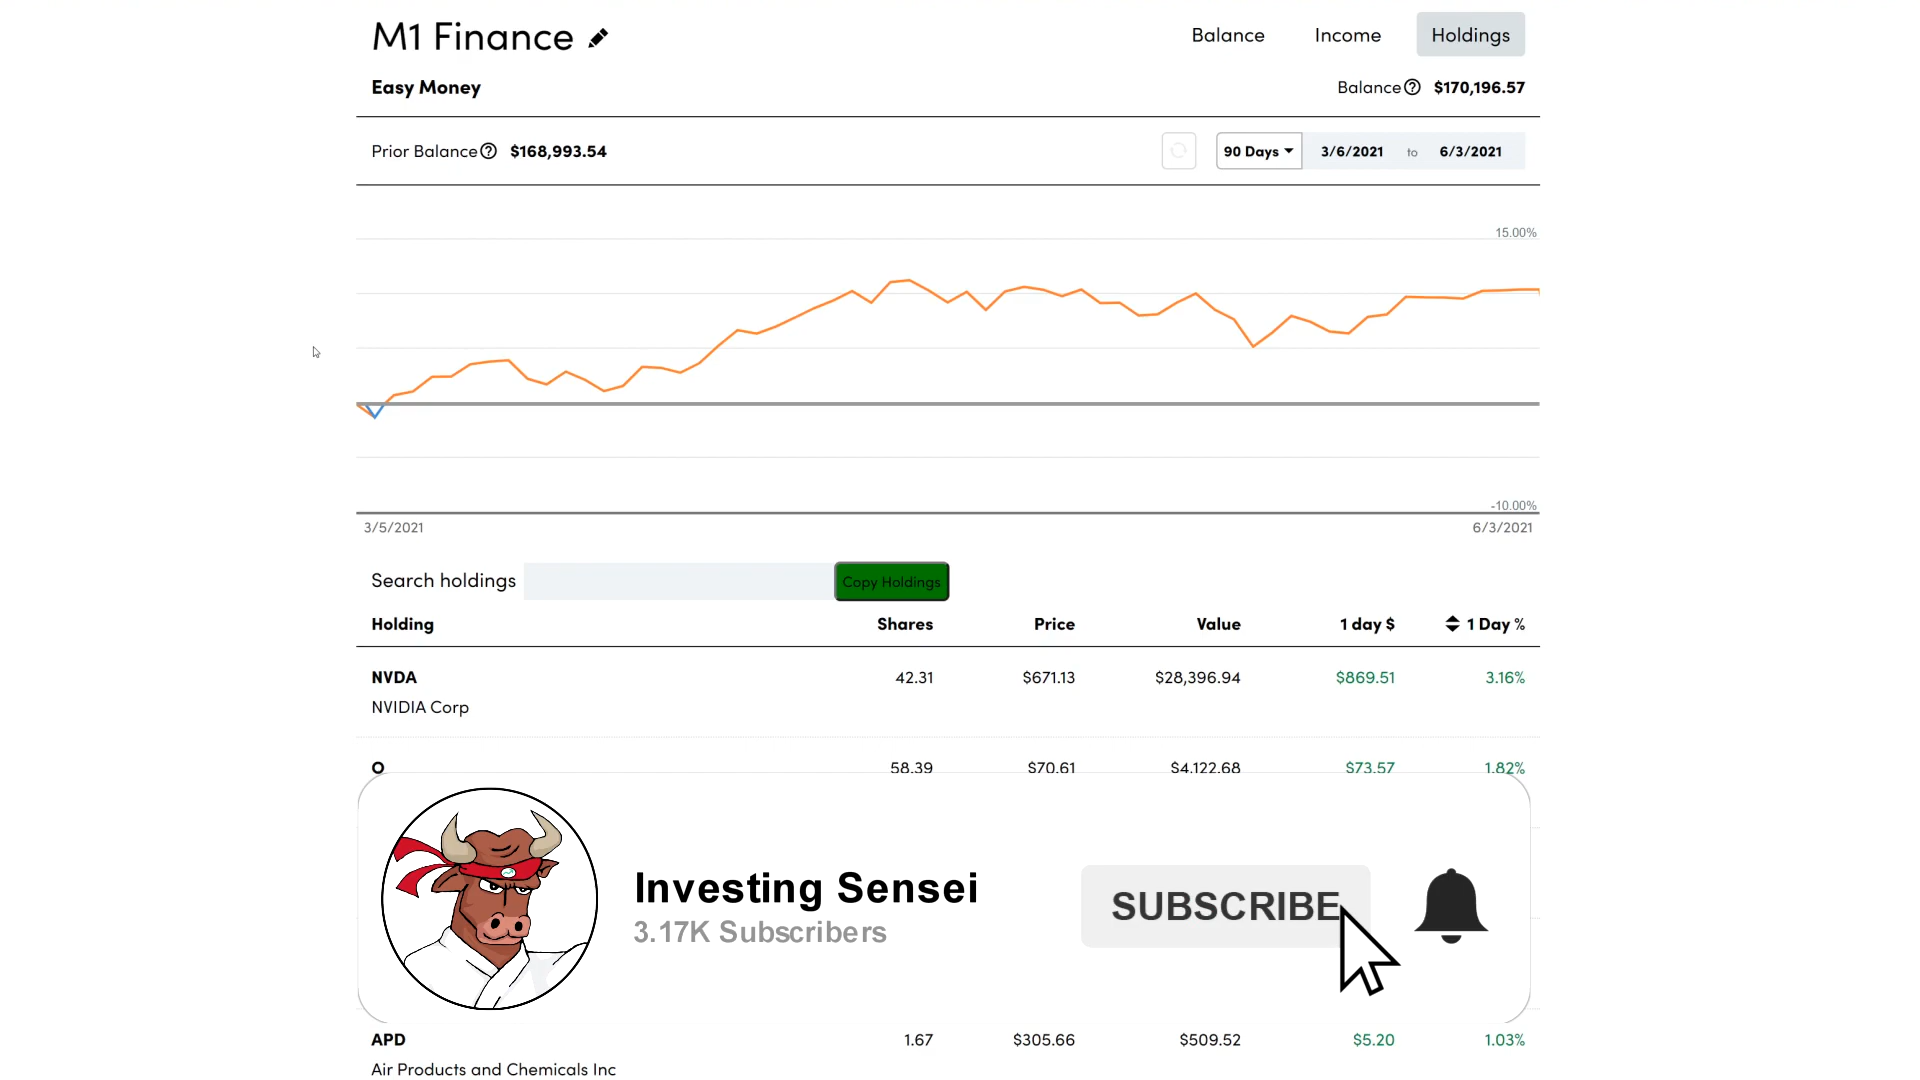 M1 Finance
Balance Income Holdings
Easy Money
Balance $170,196.57
Prior Balance $168,993.54
90 Days 3/6/2021 to 6/3/2021
15.00%
-10.00%
3/5/2021 6/3/2021
Search holdings Copy Holdings
Holding Shares Price Value 1 day $ 1 Day %
NVDA 42.31 $671.13 $28,396.94 $869.51 3.16%
NVIDIA Corp
O 58.39 $70.61 $4,122.68 $73.57 1.82%
Investing Sensei
3.17K Subscribers
SUBSCRIBE
APD 1.67 $305.66 $509.52 $5.20 1.03%
Air Products and Chemicals Inc